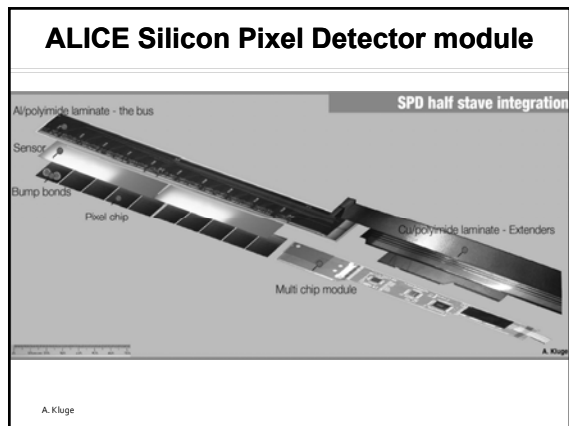 ALICE Silicon Pixel Detector module
SPD half stave integration
Al/polyimide laminate - the bus
Sensor
Bump bonds
Pixel chip
Cu/polyimide laminate - Extenders
Multi chip module
A. Kluge
A. Kluge